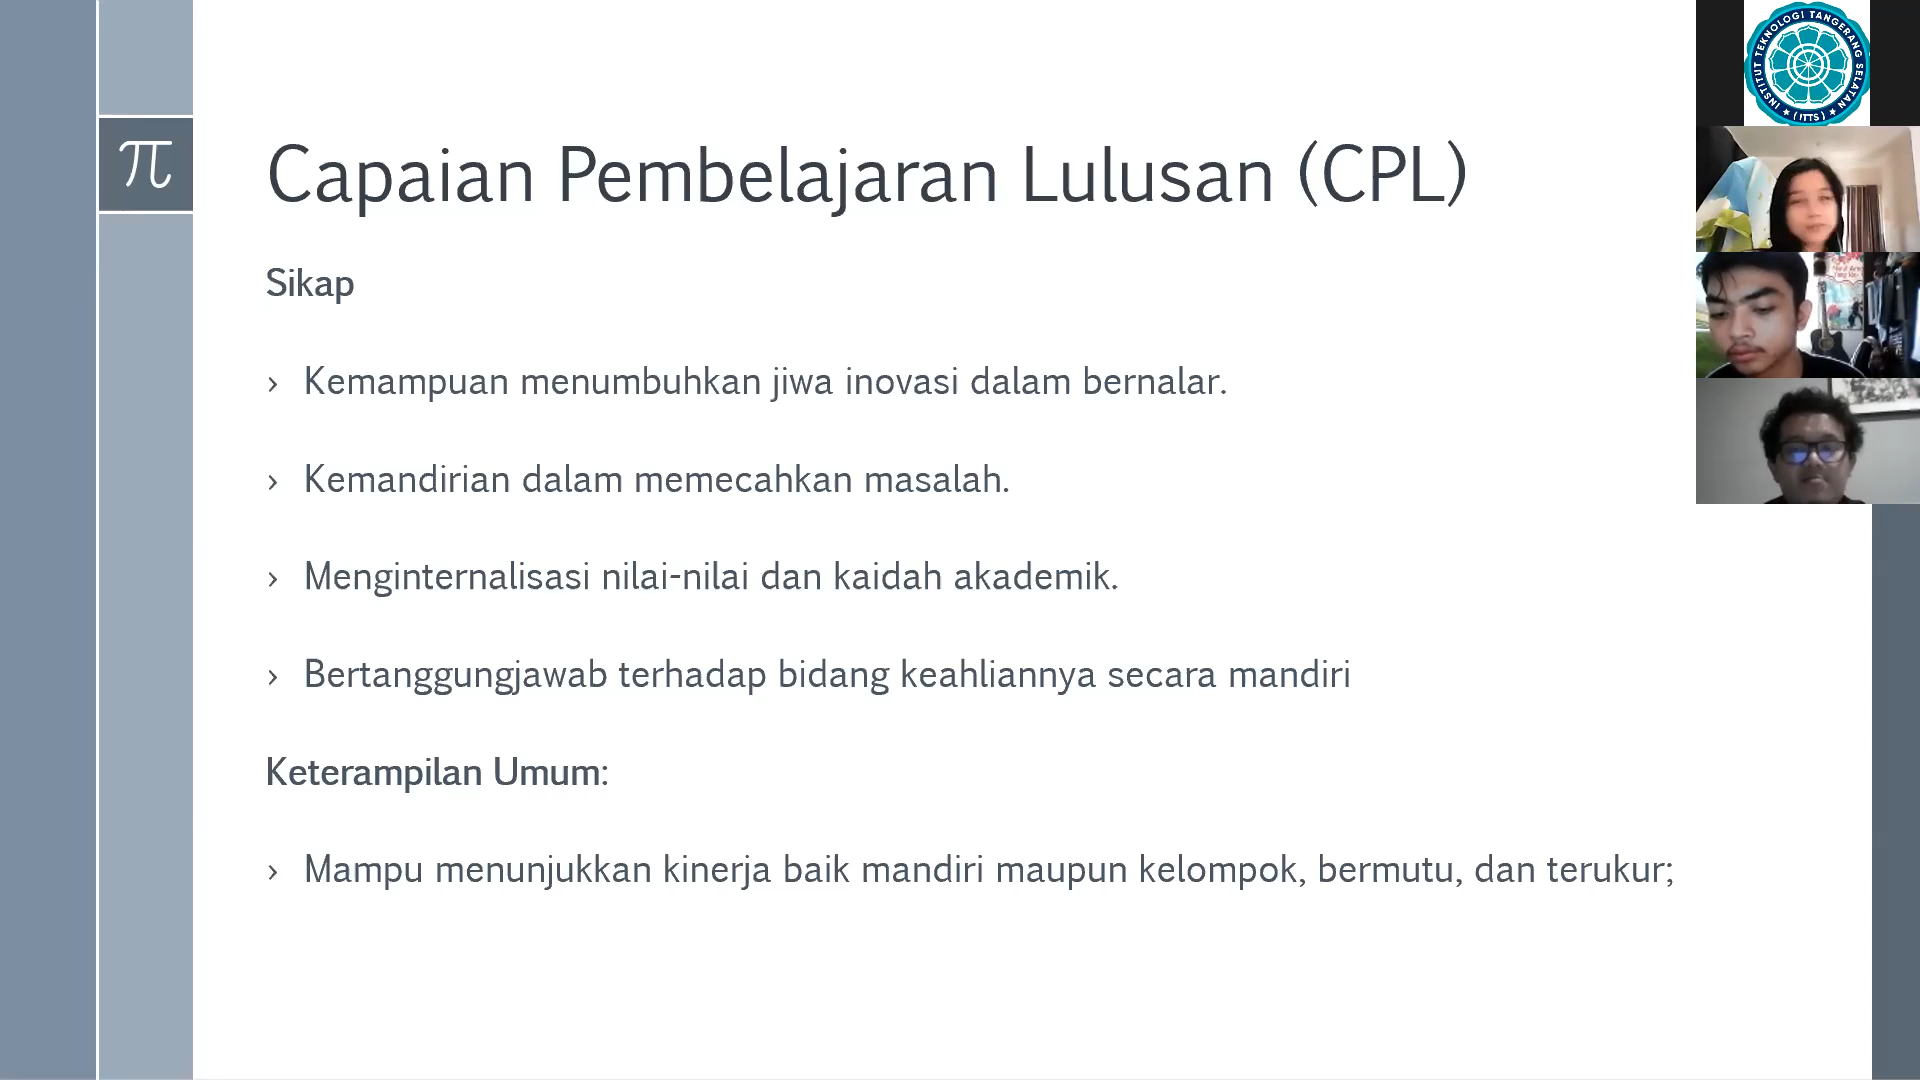 π
Capaian Pembelajaran Lulusan (CPL)
Sikap
› Kemampuan menumbuhkan jiwa inovasi dalam bernalar.
› Kemandirian dalam memecahkan masalah.
› Menginternalisasi nilai-nilai dan kaidah akademik.
› Bertanggungjawab terhadap bidang keahliannya secara mandiri
Keterampilan Umum:
› Mampu menunjukkan kinerja baik mandiri maupun kelompok, bermutu, dan terukur;
INSTITUT TEKNOLOGI TANGERANG SELATAN
( ITTS )